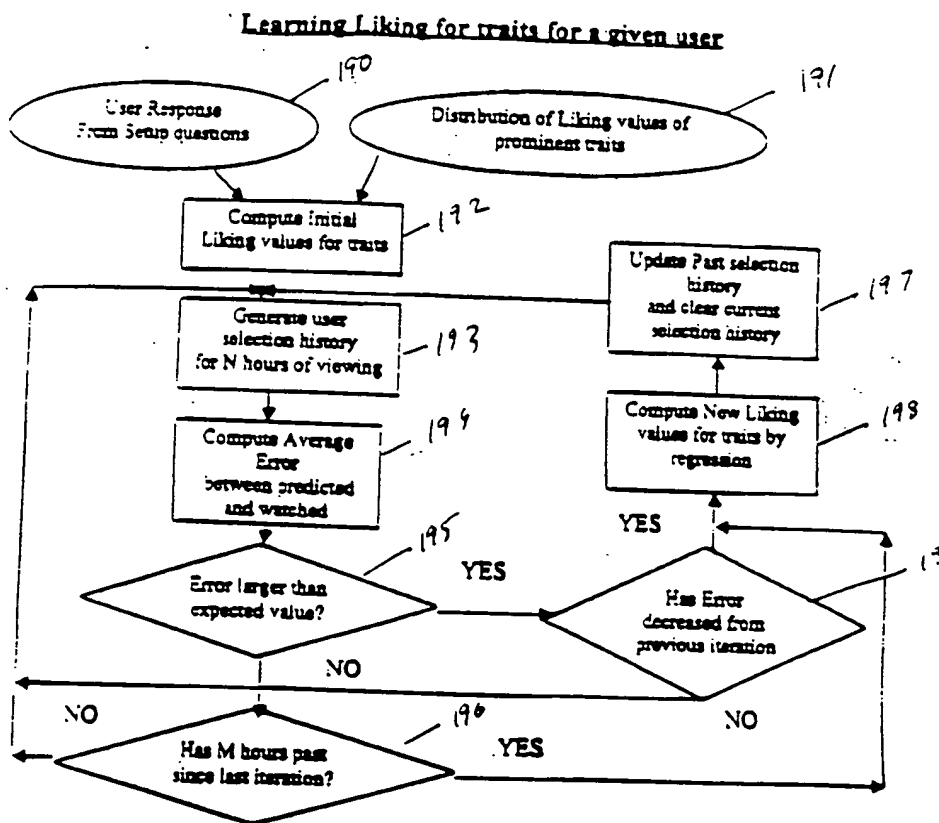 Learning Liking for traits for a given user
190
191
User Response
From Setup questions
Distribution of Liking values of
prominent traits
192
Compute Initial
Liking values for traits
Update Past selection
history
and clear current
selection history
197
Generate user
selection history
for N hours of viewing
193
Compute Average
Error
between predicted
and watched
194
Compute New Liking
values for traits by
regression
198
YES
195
YES
Error larger than
expected value?
Has Error
decreased from
previous iteration
NO
NO
NO
196
Has M hours past
since last iteration?
YES